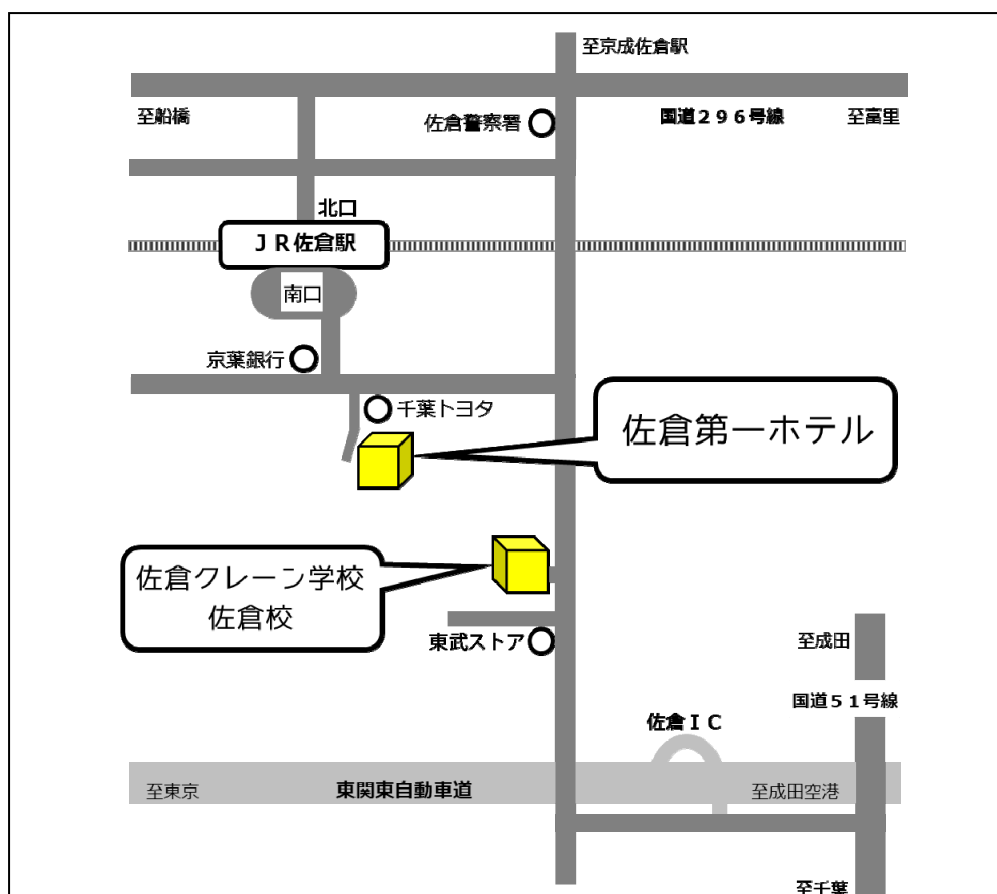 至京成佐倉駅
至船橋
佐倉警察署
国道２９６号線
至富里
北口
ＪＲ佐倉駅
南口
京葉銀行
千葉トヨタ
佐倉第一ホテル
佐倉クレーン学校
佐倉校
東武ストア
至成田
国道５１号線
佐倉ＩＣ
至東京
東関東自動車道
至成田空港
至千葉